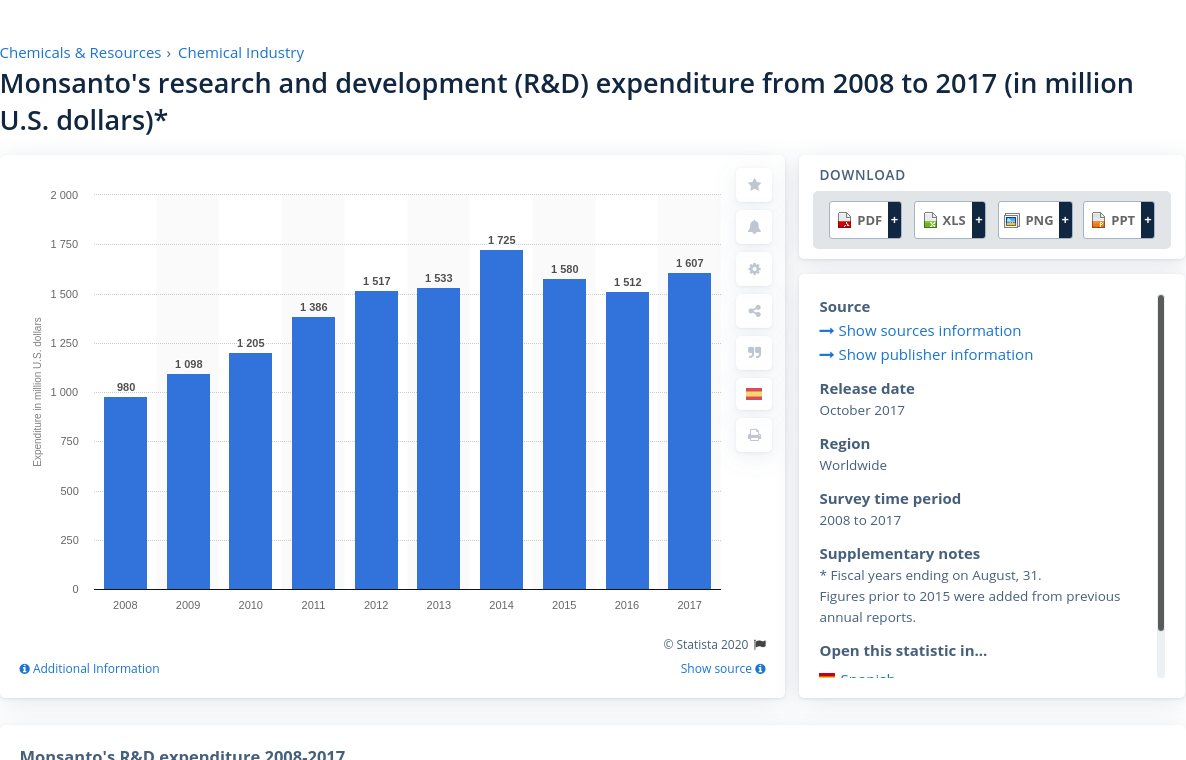 Chemicals & Resources › Chemical Industry
Monsanto's research and development (R&D) expenditure from 2008 to 2017 (in million
U.S. dollars)*
2 000
1 750
1 500
1 250
1 000
750
500
250
0
Expenditure in million U.S. dollars
980
1 098
1 205
1 386
1 517
1 533
1 725
1 580
1 512
1 607
2008 2009 2010 2011 2012 2013 2014 2015 2016 2017
© Statista 2020
Additional Information
Show source
DOWNLOAD
PDF + XLS + PNG + PPT +
Source
Show sources information
Show publisher information
Release date
October 2017
Region
Worldwide
Survey time period
2008 to 2017
Supplementary notes
* Fiscal years ending on August, 31.
Figures prior to 2015 were added from previous
annual reports.
Open this statistic in...
Spanish
Monsanto's R&D expenditure 2008-2017